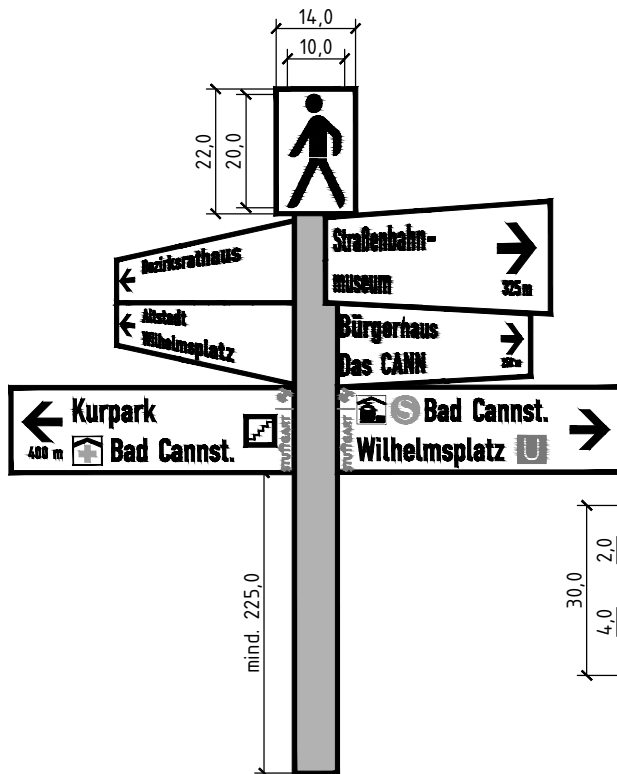 14,0
10,0
22,0
20,0
Bezirksrathaus
Straßenbahn-
museum
325 m
Altstadt
Wilhelmsplatz
Bürgerhaus
Das CANN
Kurpark
400 m
Bad Cannst.
STUTTGART
STUTTGART
S Bad Cannst.
Wilhelmsplatz U
mind. 225,0
30,0
2,0
4,0